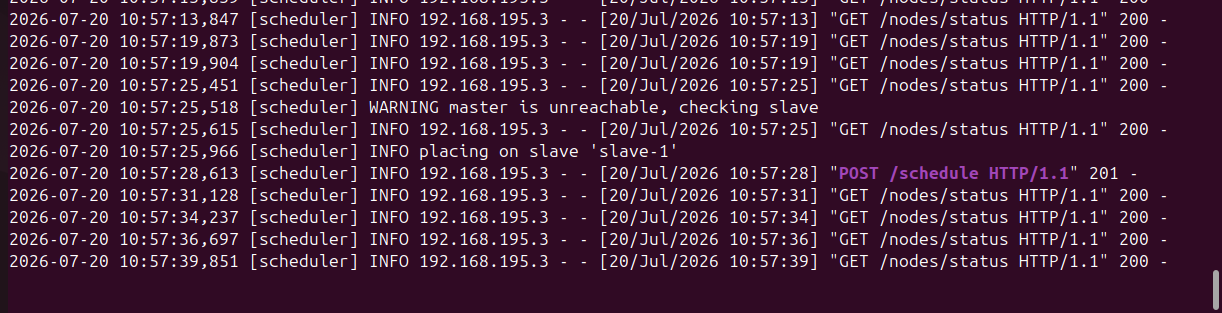 2026-07-20 10:57:13,847 [scheduler] INFO 192.168.195.3 - - [20/Jul/2026 10:57:13] "GET /nodes/status HTTP/1.1" 200 -
2026-07-20 10:57:19,873 [scheduler] INFO 192.168.195.3 - - [20/Jul/2026 10:57:19] "GET /nodes/status HTTP/1.1" 200 -
2026-07-20 10:57:19,904 [scheduler] INFO 192.168.195.3 - - [20/Jul/2026 10:57:19] "GET /nodes/status HTTP/1.1" 200 -
2026-07-20 10:57:25,451 [scheduler] INFO 192.168.195.3 - - [20/Jul/2026 10:57:25] "GET /nodes/status HTTP/1.1" 200 -
2026-07-20 10:57:25,518 [scheduler] WARNING master is unreachable, checking slave
2026-07-20 10:57:25,615 [scheduler] INFO 192.168.195.3 - - [20/Jul/2026 10:57:25] "GET /nodes/status HTTP/1.1" 200 -
2026-07-20 10:57:25,966 [scheduler] INFO placing on slave 'slave-1'
2026-07-20 10:57:28,613 [scheduler] INFO 192.168.195.3 - - [20/Jul/2026 10:57:28] "POST /schedule HTTP/1.1" 201 -
2026-07-20 10:57:31,128 [scheduler] INFO 192.168.195.3 - - [20/Jul/2026 10:57:31] "GET /nodes/status HTTP/1.1" 200 -
2026-07-20 10:57:34,237 [scheduler] INFO 192.168.195.3 - - [20/Jul/2026 10:57:34] "GET /nodes/status HTTP/1.1" 200 -
2026-07-20 10:57:36,697 [scheduler] INFO 192.168.195.3 - - [20/Jul/2026 10:57:36] "GET /nodes/status HTTP/1.1" 200 -
2026-07-20 10:57:39,851 [scheduler] INFO 192.168.195.3 - - [20/Jul/2026 10:57:39] "GET /nodes/status HTTP/1.1" 200 -